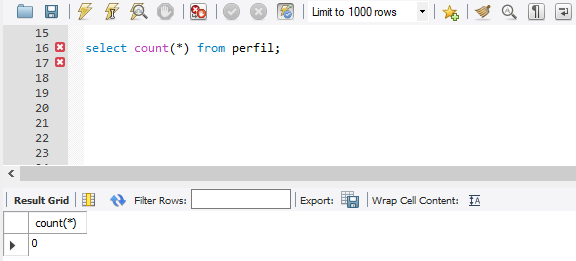 Limit to 1000 rows
15
16 select count(*) from perfil;
17
18
19
20
21
22
23
Result Grid Filter Rows: Export: Wrap Cell Content: IA
count(*)
0